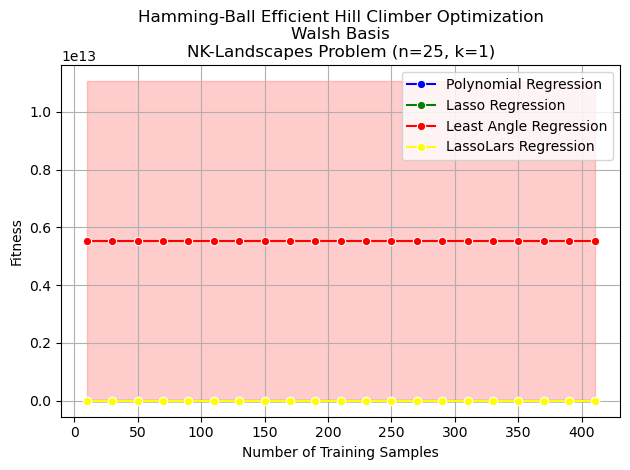 Hamming-Ball Efficient Hill Climber Optimization
Walsh Basis
NK-Landscapes Problem (n=25, k=1)
1e13
Polynomial Regression
Lasso Regression
Least Angle Regression
LassoLars Regression
1.0
0.8
0.6
0.4
0.2
0.0
Fitness
0 50 100 150 200 250 300 350 400
Number of Training Samples